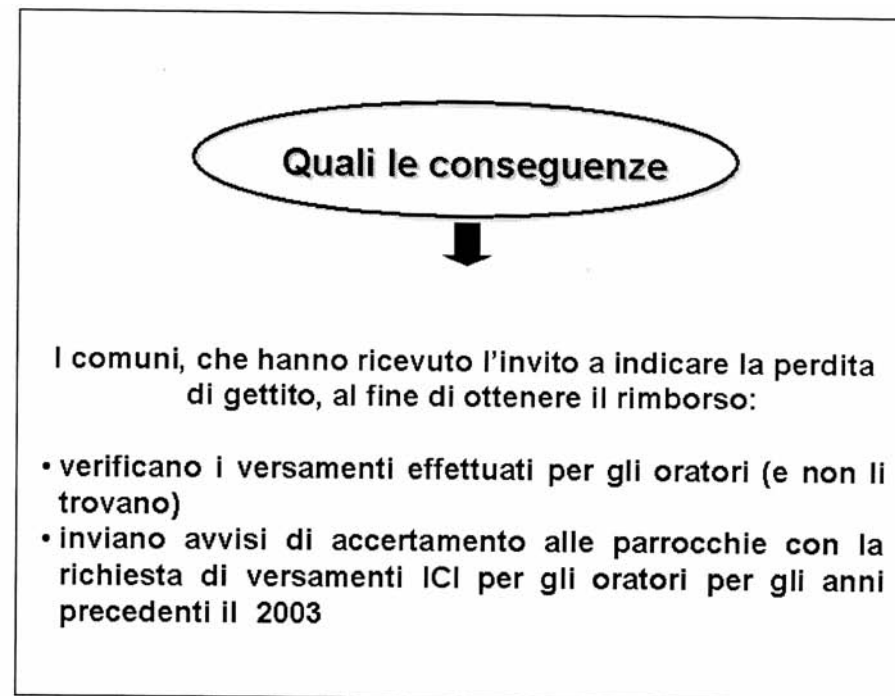 Quali le conseguenze
I comuni, che hanno ricevuto l'invito a indicare la perdita
di gettito, al fine di ottenere il rimborso:
• verificano i versamenti effettuati per gli oratori (e non li
trovano)
• inviano avvisi di accertamento alle parrocchie con la
richiesta di versamenti ICI per gli oratori per gli anni
precedenti il 2003